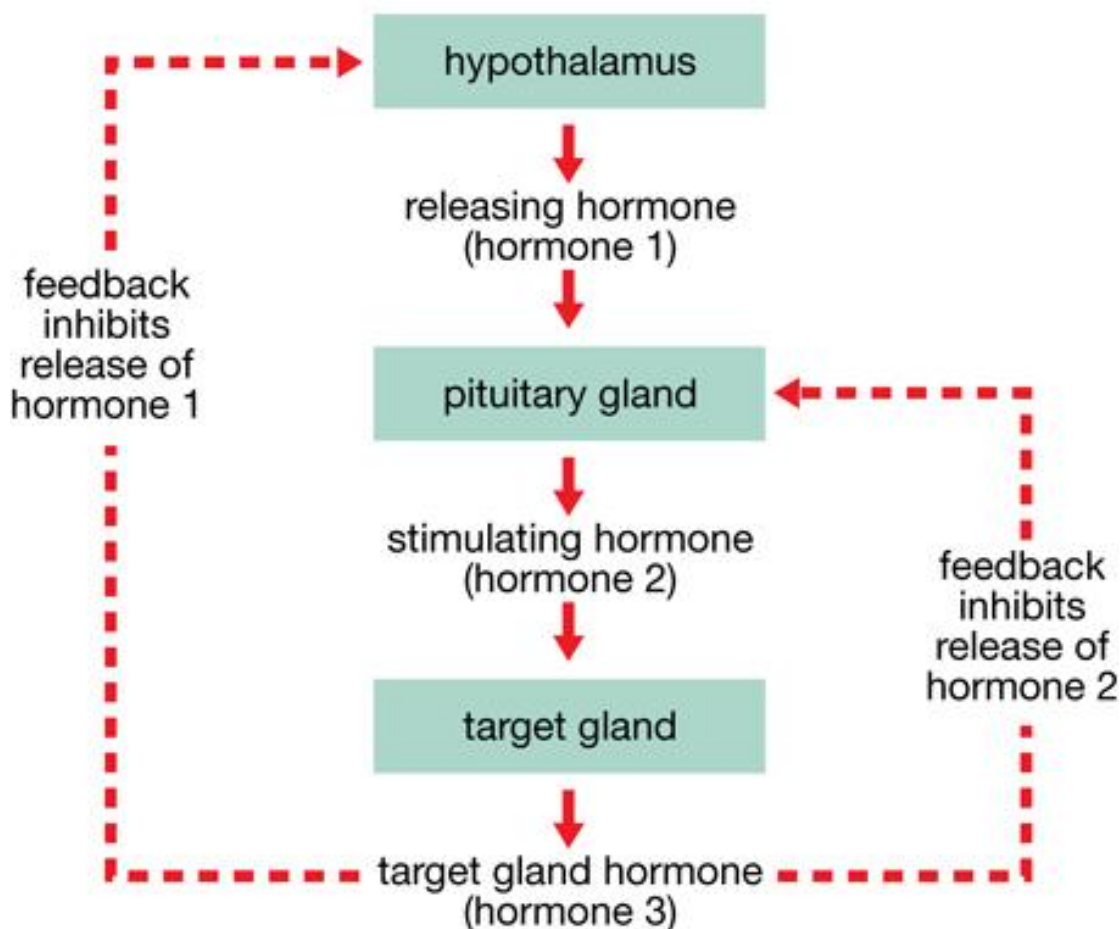 hypothalamus
releasing hormone
(hormone 1)
feedback
inhibits
release of
hormone 1
pituitary gland
stimulating hormone
(hormone 2)
feedback
inhibits
release of
hormone 2
target gland
target gland hormone
(hormone 3)